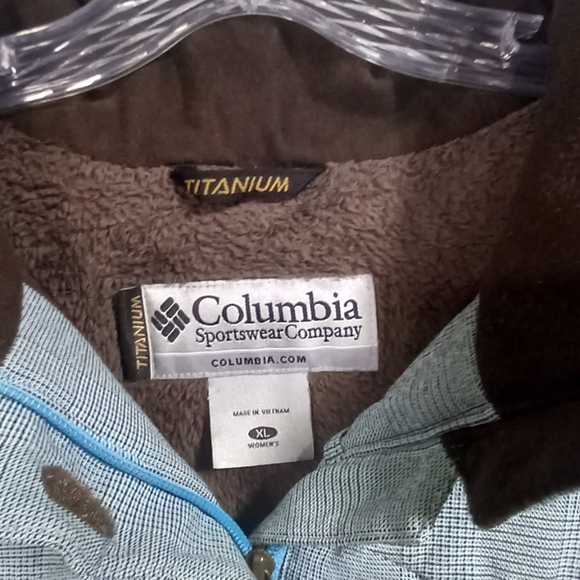 TITANIUM
TITANIUM
Columbia
Sportswear Company
COLUMBIA.COM
MADE IN VIETNAM
XL
WOMEN'S